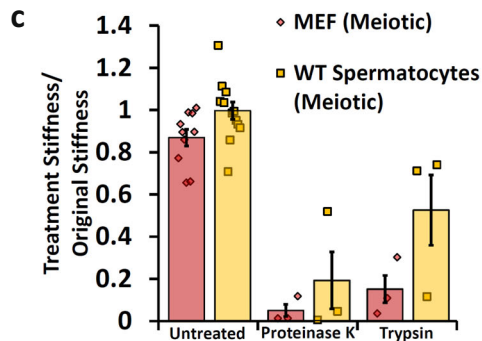 c
MEF (Meiotic)
WT Spermatocytes
(Meiotic)
Treatment Stiffness/
Original Stiffness
1.4
1.2
1
0.8
0.6
0.4
0.2
0
Untreated Proteinase K Trypsin